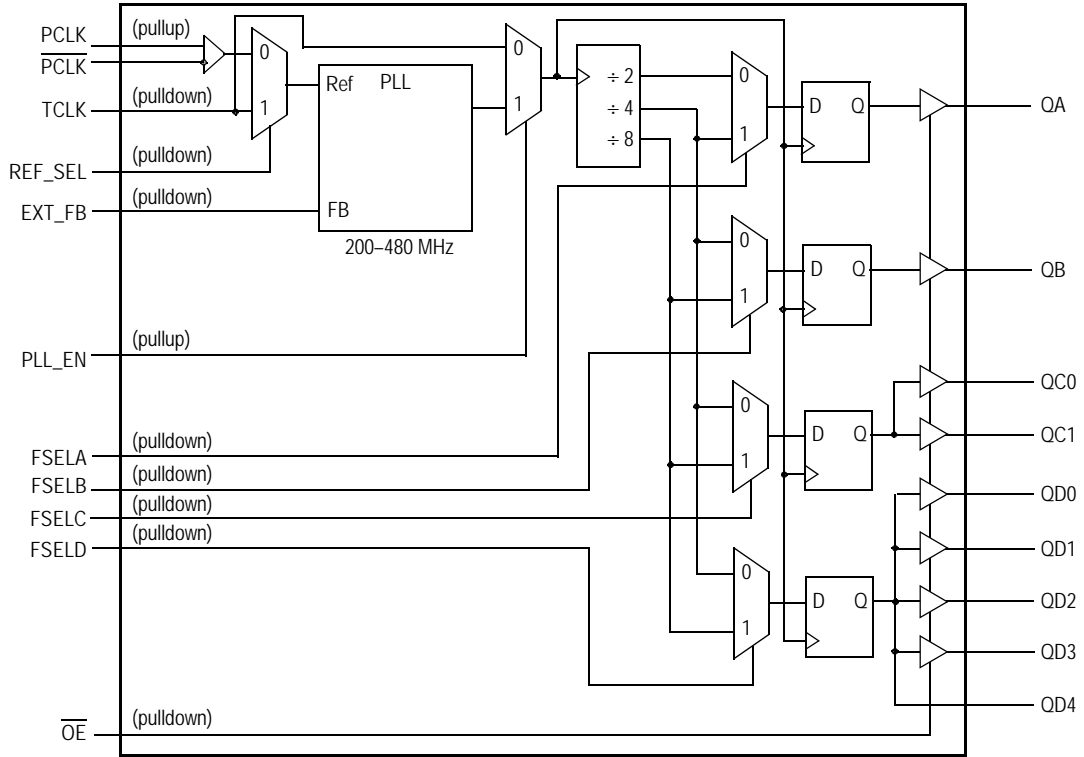 PCLK (pullup)
PCLK
TCLK (pulldown)
REF_SEL (pulldown)
EXT_FB (pulldown)
PLL_EN (pullup)
FSELA (pulldown)
FSELB (pulldown)
FSELC (pulldown)
FSELD (pulldown)
OE (pulldown)
0
1
Ref PLL
FB
200–480 MHz
0
1
÷ 2
÷ 4
÷ 8
0
1
D Q
QA
0
1
D Q
QB
0
1
D Q
QC0
QC1
0
1
D Q
QD0
QD1
QD2
QD3
QD4